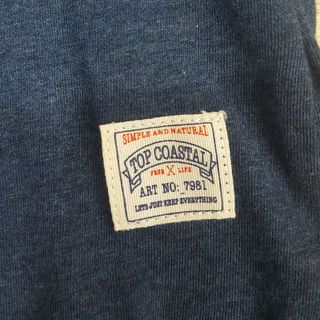 SIMPLE AND NATURAL
TOP COASTAL
FREE X LIFE
ART NO: 7981
LETS JUST KEEP EVERYTHING